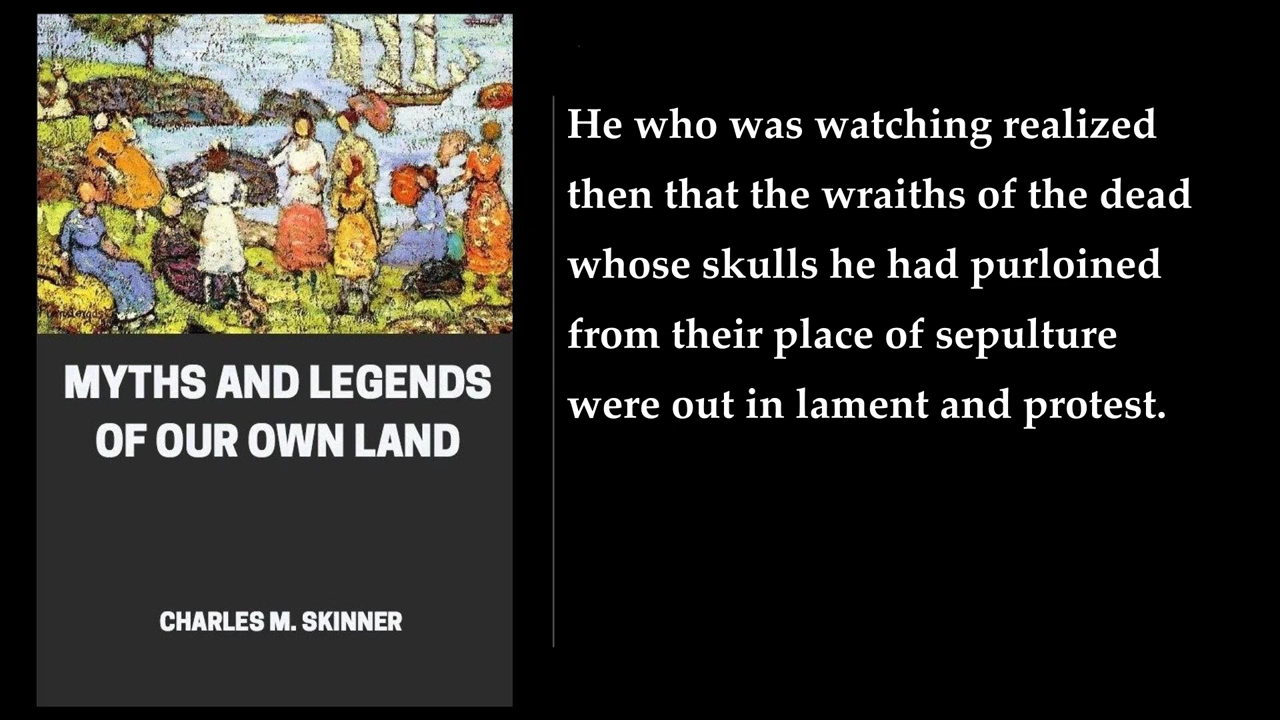 MYTHS AND LEGENDS
OF OUR OWN LAND
CHARLES M. SKINNER
He who was watching realized
then that the wraiths of the dead
whose skulls he had purloined
from their place of sepulture
were out in lament and protest.